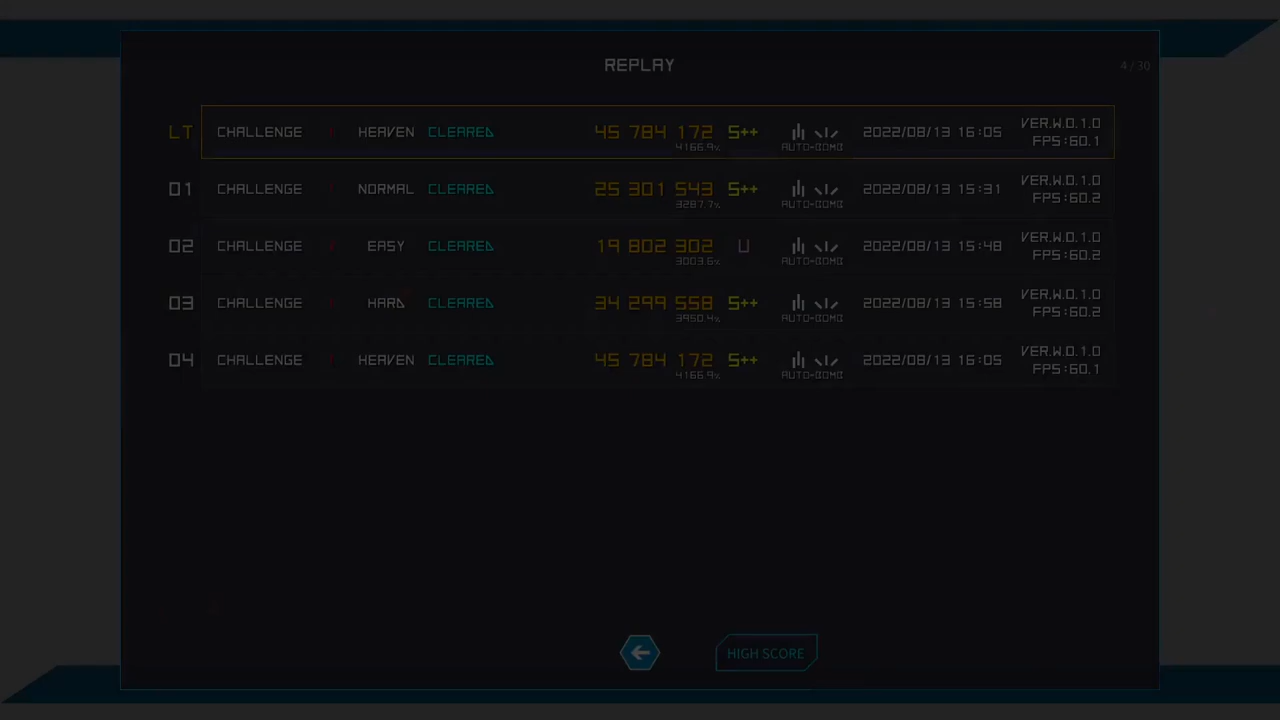 REPLAY
4 / 30
LT CHALLENGE I HEAVEN CLEARED 45 784 172 S++ 2022/08/13 16:05 VER.W.0.1.0
4166.9% AUTO-BOMB FPS:60.1
01 CHALLENGE I NORMAL CLEARED 25 301 543 S++ 2022/08/13 15:31 VER.W.0.1.0
3287.7% AUTO-BOMB FPS:60.2
02 CHALLENGE I EASY CLEARED 19 802 302 U 2022/08/13 15:48 VER.W.0.1.0
3003.6% AUTO-BOMB FPS:60.2
03 CHALLENGE I HARD CLEARED 34 299 558 S++ 2022/08/13 15:58 VER.W.0.1.0
3950.4% AUTO-BOMB FPS:60.2
04 CHALLENGE I HEAVEN CLEARED 45 784 172 S++ 2022/08/13 16:05 VER.W.0.1.0
4166.9% AUTO-BOMB FPS:60.1
HIGH SCORE